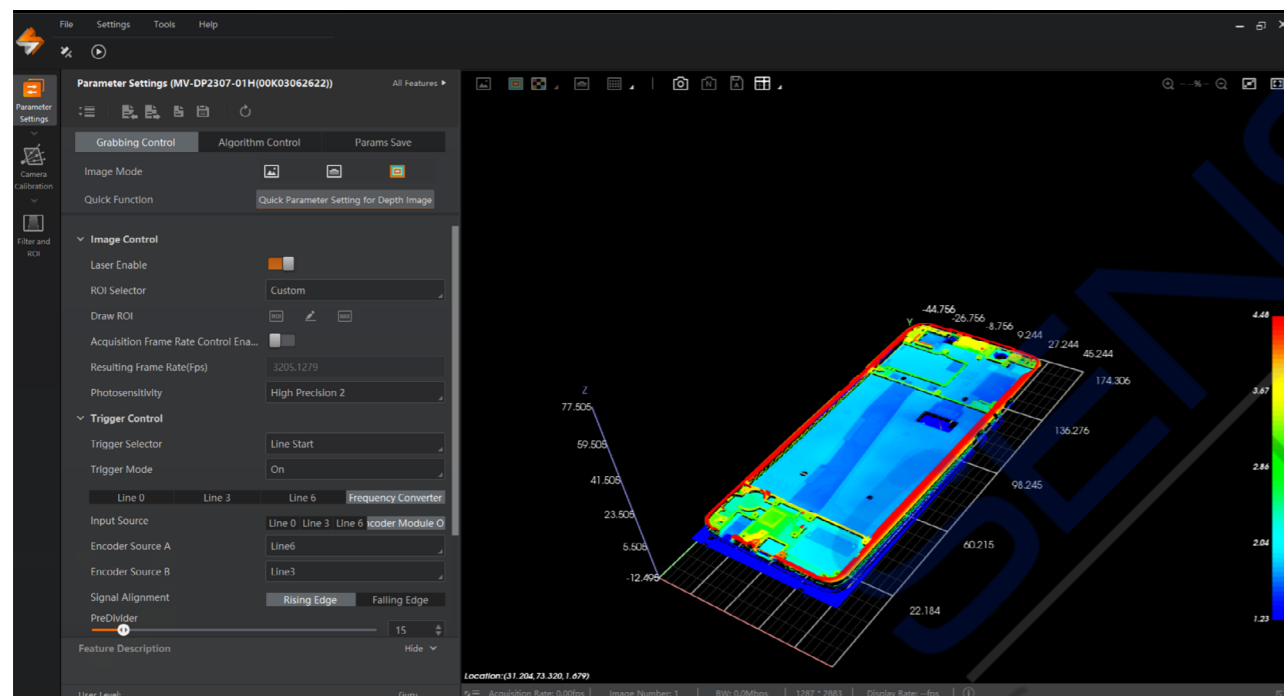 File Settings Tools Help
Parameter Settings (MV-DP2307-01H(00K03062622)) All Features
Parameter Settings
Camera Calibration
Filter and ROI
Grabbing Control Algorithm Control Params Save
Image Mode
Quick Function Quick Parameter Setting for Depth Image
Image Control
Laser Enable
ROI Selector Custom
Draw ROI ROI MAX
Acquisition Frame Rate Control Ena...
Resulting Frame Rate(Fps) 3205.1279
Photosensitivity High Precision 2
Trigger Control
Trigger Selector Line Start
Trigger Mode On
Line 0 Line 3 Line 6 Frequency Converter
Input Source Line 0 Line 3 Line 6 ncoder Module O
Encoder Source A Line6
Encoder Source B Line3
Signal Alignment Rising Edge Falling Edge
PreDivider 15
Feature Description Hide
User Level: Guru
--%
Z
77.505
59.505
41.505
23.505
5.505
-12.495
Y
-44.756
-26.756
-8.756
9.244
27.244
45.244
174.306
136.276
98.245
60.215
22.184
4.48
3.67
2.86
2.04
1.23
SENS
Location:(31.204,73.320,1.679)
Acquisition Rate: 0.00fps | Image Number: 1 | BW: 0.0Mbps | 1287 * 2883 | Display Rate: --fps